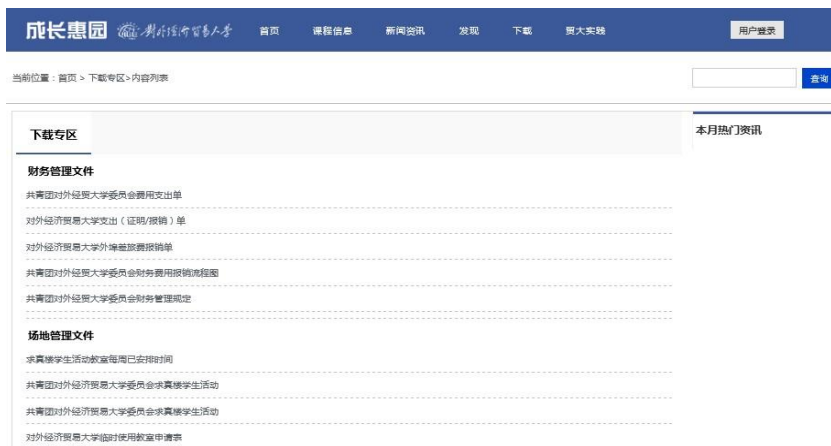 成长惠园 对外经济贸易大学 首页 课程信息 新闻资讯 发现 下载 贸大实践 用户登录
当前位置：首页 > 下载专区>内容列表 查询
下载专区 本月热门资讯
财务管理文件
共青团对外经贸大学委员会费用支出单
对外经济贸易大学支出（证明/报销）单
对外经济贸易大学外埠差旅费报销单
共青团对外经贸大学委员会财务费用报销流程图
共青团对外经贸大学委员会财务管理规定
场地管理文件
求真楼学生活动教室每周已安排时间
共青团对外经济贸易大学委员会求真楼学生活动
共青团对外经济贸易大学委员会求真楼学生活动
对外经济贸易大学临时使用教室申请表